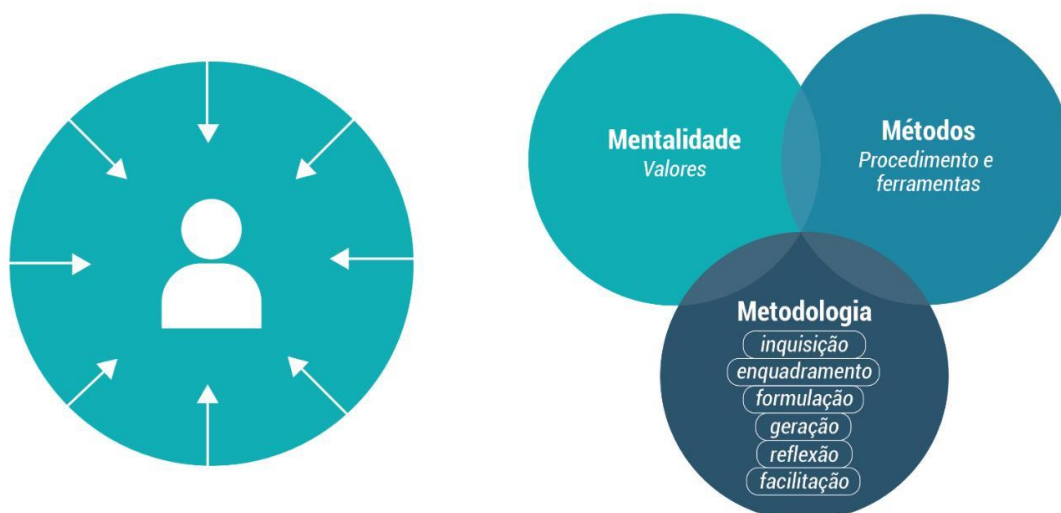 Mentalidade
Valores
Métodos
Procedimento e
ferramentas
Metodologia
inquisição
enquadramento
formulação
geração
reflexão
facilitação